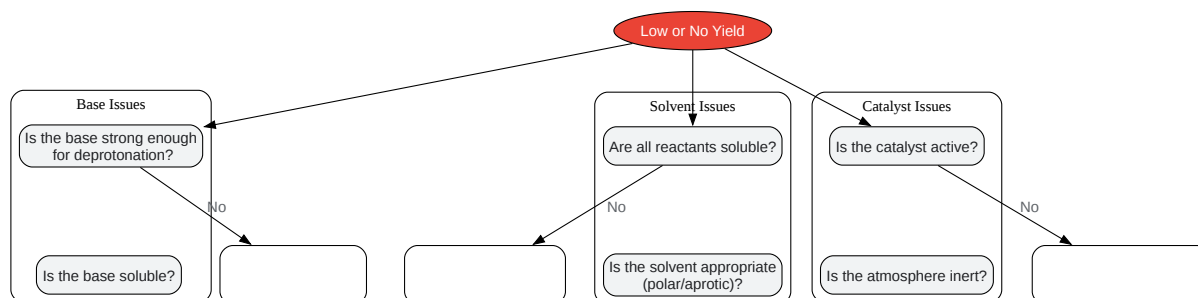 Low or No Yield
Base Issues
Solvent Issues
Catalyst Issues
Is the base strong enough
for deprotonation?
Are all reactants soluble?
Is the catalyst active?
No
No
No
Is the base soluble?
Is the solvent appropriate
(polar/aprotic)?
Is the atmosphere inert?